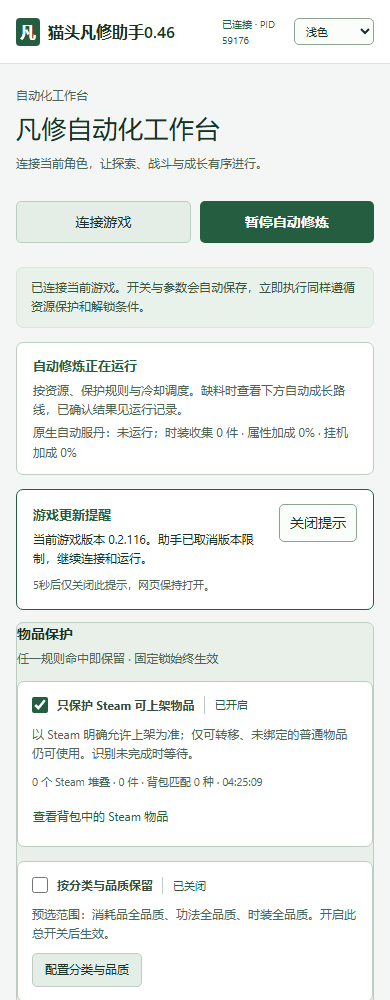 凡 猫头凡修助手0.46
已连接 · PID
59176
浅色
自动化工作台
凡修自动化工作台
连接当前角色，让探索、战斗与成长有序进行。
连接游戏
暂停自动修炼
已连接当前游戏。开关与参数会自动保存，立即执行同样遵循
资源保护和解锁条件。
自动修炼正在运行
按资源、保护规则与冷却调度。缺料时查看下方自动成长路
线，已确认结果见运行记录。
原生自动服丹：未运行；时装收集 0 件 · 属性加成 0% · 挂机
加成 0%
游戏更新提醒
当前游戏版本 0.2.116。助手已取消版本限
制，继续连接和运行。
5秒后仅关闭此提示，网页保持打开。
关闭提示
物品保护
任一规则命中即保留 · 固定锁始终生效
只保护 Steam 可上架物品
已开启
以 Steam 明确允许上架为准；仅可转移、未绑定的普通物品
仍可使用。识别未完成时等待。
0 个 Steam 堆叠 · 0 件 · 背包匹配 0 种 · 04:25:09
查看背包中的 Steam 物品
按分类与品质保留
已关闭
预选范围：消耗品全品质、功法全品质、时装全品质。开启此
总开关后生效。
配置分类与品质